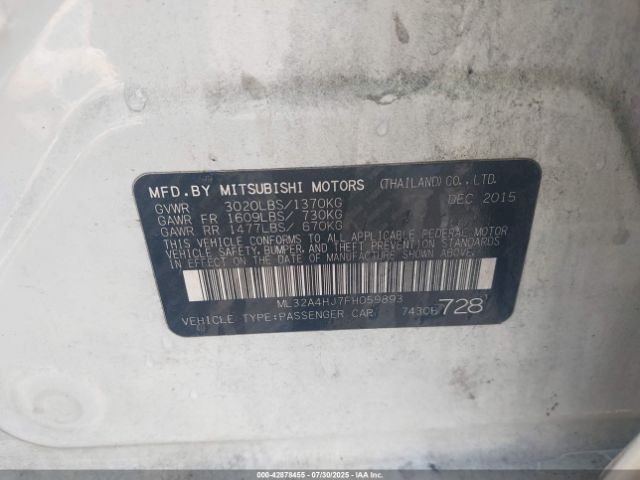 MFD.BY MITSUBISHI MOTORS (THAILAND)CO.,LTD.
GVWR 3020LBS/1370KG DEC 2015
GAWR FR 1609LBS/ 730KG
GAWR RR 1477LBS/ 670KG
THIS VEHICLE CONFORMS TO ALL APPLICABLE FEDERAL MOTOR
VEHICLE SAFETY, BUMPER, AND THEFT PREVENTION STANDARDS
IN EFFECT ON THE DATE OF MANUFACTURE SHOWN ABOVE.
ML32A4HJ7FH059893
VEHICLE TYPE:PASSENGER CAR 7430B 728
000-42878455 (07/30/2025) IAA Inc.